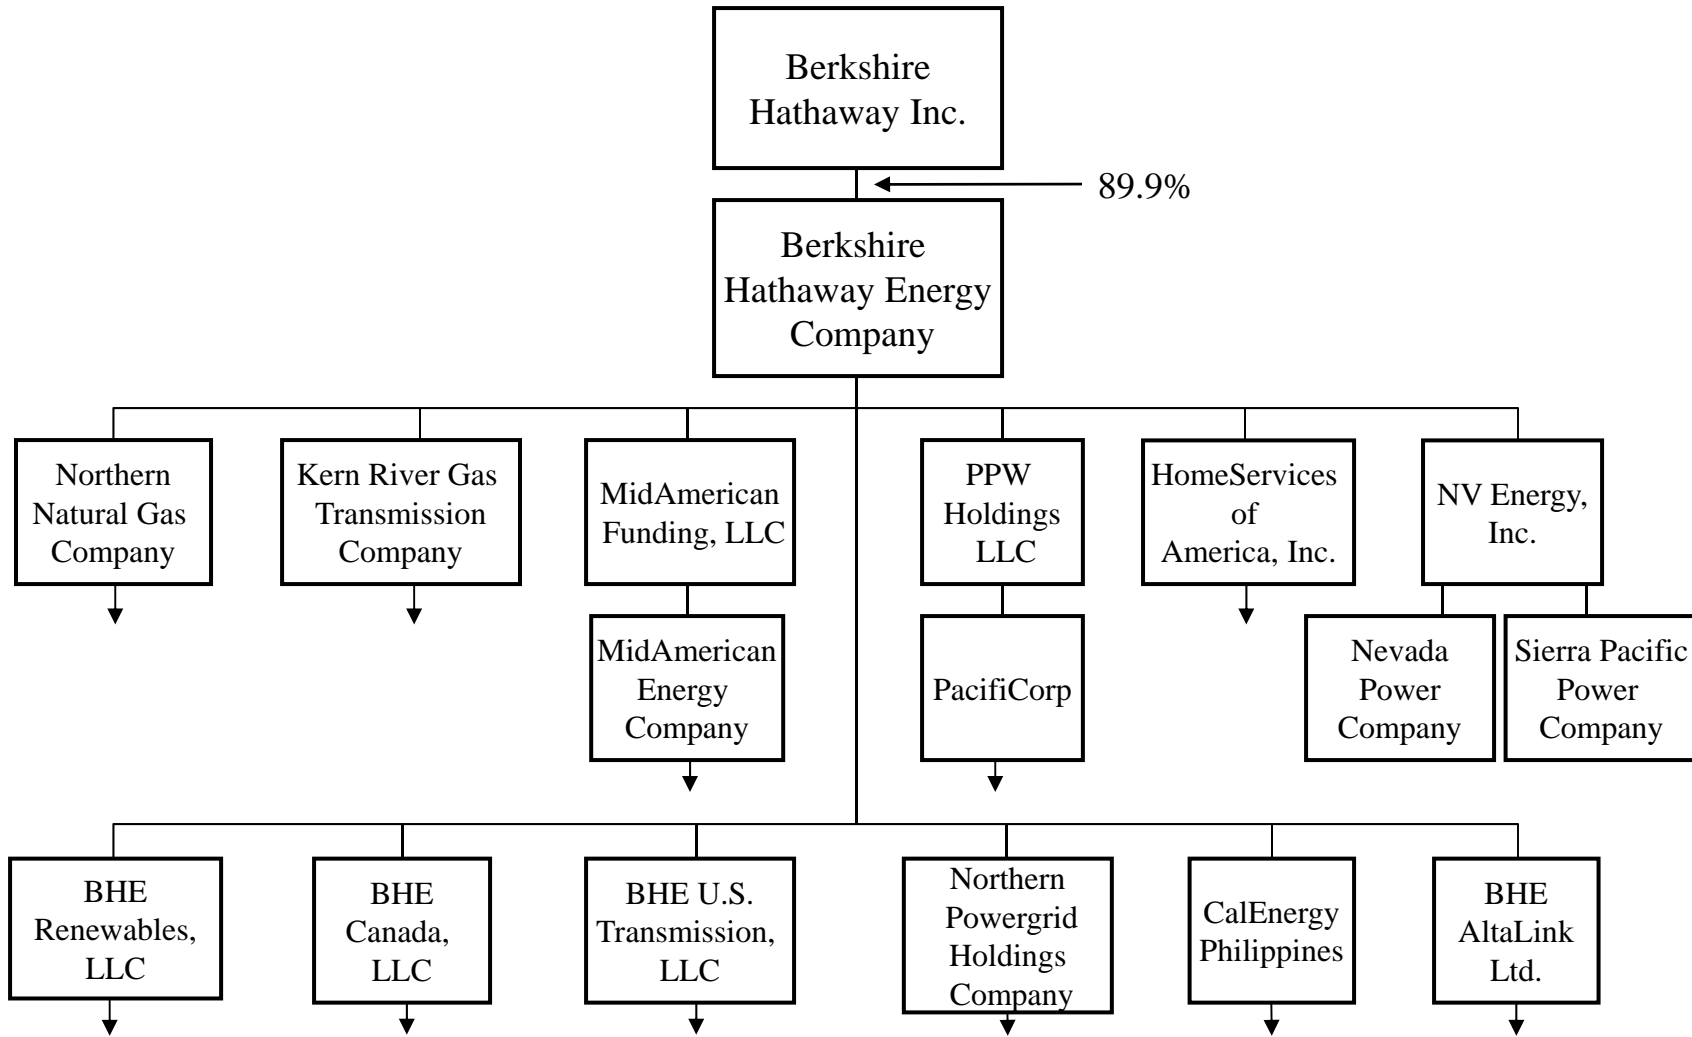 Berkshire
Hathaway Inc.
89.9%
Berkshire
Hathaway Energy
Company
Northern
Natural Gas
Company
Kern River Gas
Transmission
Company
MidAmerican
Funding, LLC
PPW
Holdings
LLC
HomeServices
of
America, Inc.
NV Energy,
Inc.
MidAmerican
Energy
Company
PacifiCorp
Nevada
Power
Company
Sierra Pacific
Power
Company
BHE
Renewables,
LLC
BHE
Canada,
LLC
BHE U.S.
Transmission,
LLC
Northern
Powergrid
Holdings
Company
CalEnergy
Philippines
BHE
AltaLink
Ltd.